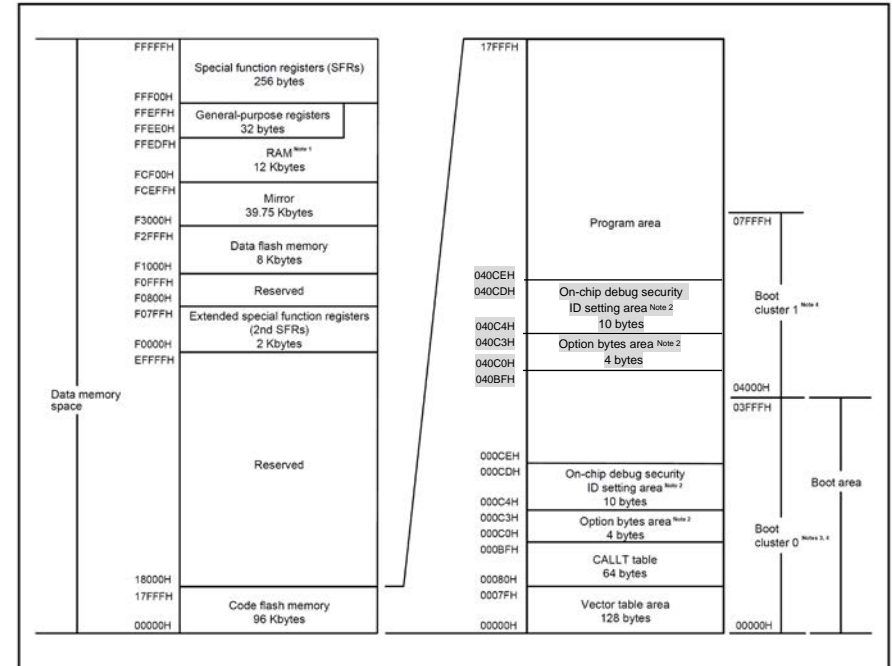 FFFFFH
Special function registers (SFRs)
256 bytes
FFF00H
FFEFFH
General-purpose registers
32 bytes
FFEE0H
FFEDFH
RAM Note 1
12 Kbytes
FCF00H
FCEFFH
Mirror
39.75 Kbytes
F3000H
F2FFFH
Data flash memory
8 Kbytes
F1000H
F0FFFH
Reserved
F0800H
F07FFH
Extended special function registers
(2nd SFRs)
2 Kbytes
F0000H
EFFFFH
Data memory
space
Reserved
18000H
17FFFH
Code flash memory
96 Kbytes
00000H
17FFFH
Program area
040CEH
040CDH
On-chip debug security
ID setting area Note 2
10 bytes
040C4H
040C3H
Option bytes area Note 2
4 bytes
040C0H
040BFH
000CEH
000CDH
On-chip debug security
ID setting area Note 2
10 bytes
000C4H
000C3H
Option bytes area Note 2
4 bytes
000C0H
000BFH
CALLT table
64 bytes
00080H
0007FH
Vector table area
128 bytes
00000H
07FFFH
Boot
cluster 1 Note 4
04000H
03FFFH
Boot area
Boot
cluster 0 Notes 3, 4
00000H